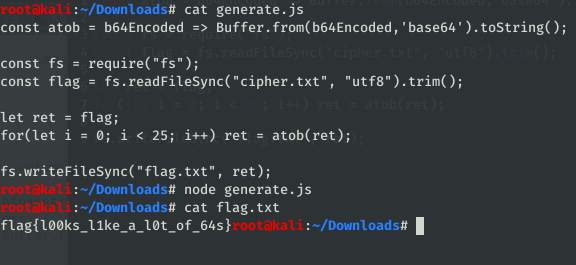 root@kali:~/Downloads# cat generate.js
const atob = b64Encoded => Buffer.from(b64Encoded,'base64').toString();
const fs = require("fs");
const flag = fs.readFileSync("cipher.txt", "utf8").trim();
let ret = flag;
for(let i = 0; i < 25; i++) ret = atob(ret);
fs.writeFileSync("flag.txt", ret);
root@kali:~/Downloads# node generate.js
root@kali:~/Downloads# cat flag.txt
flag{l00ks_l1ke_a_l0t_of_64s}root@kali:~/Downloads#